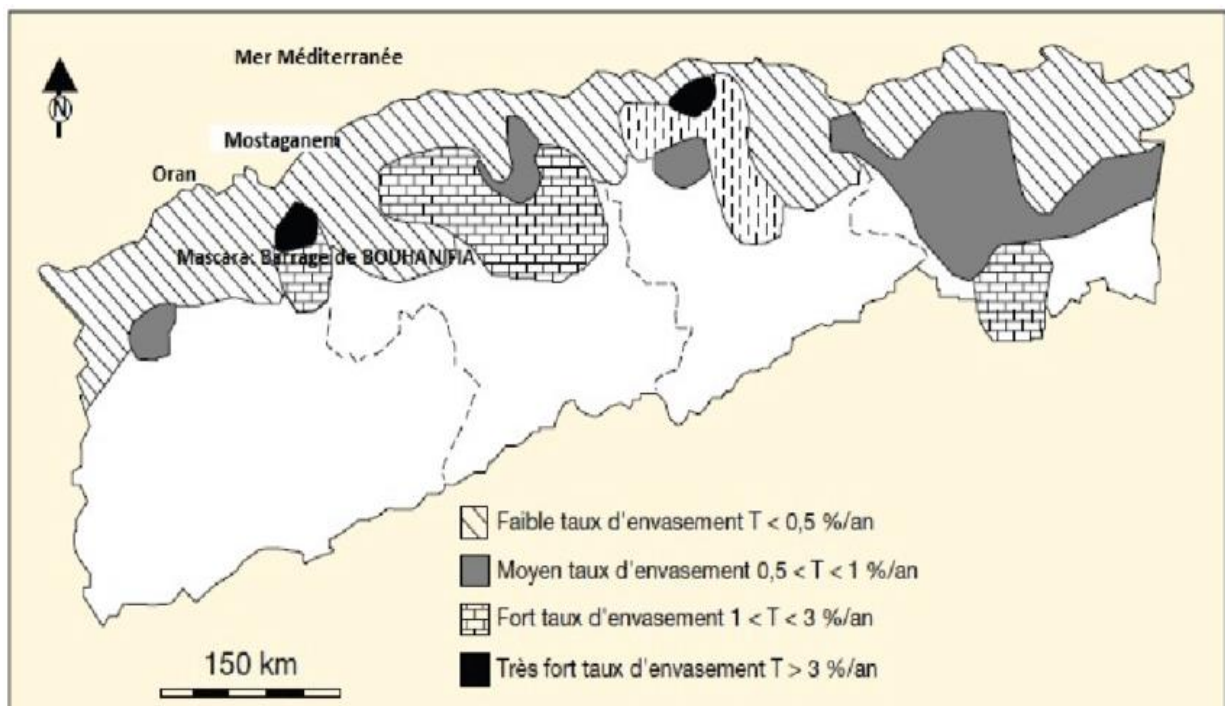 Mer Méditerranée
N
Mostaganem
Oran
Mascara: Barrage de BOUHANIFIA
Faible taux d'envasement T < 0,5 %/an
Moyen taux d'envasement 0,5 < T < 1 %/an
Fort taux d'envasement 1 < T < 3 %/an
Très fort taux d'envasement T > 3 %/an
150 km